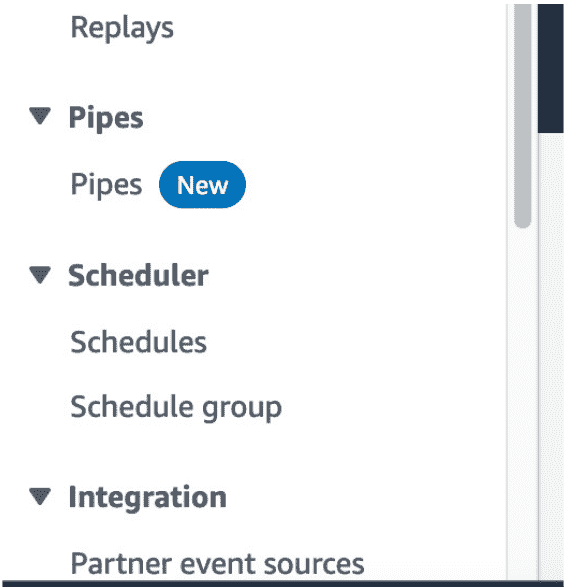 Replays
Pipes
Pipes New
Scheduler
Schedules
Schedule group
Integration
Partner event sources